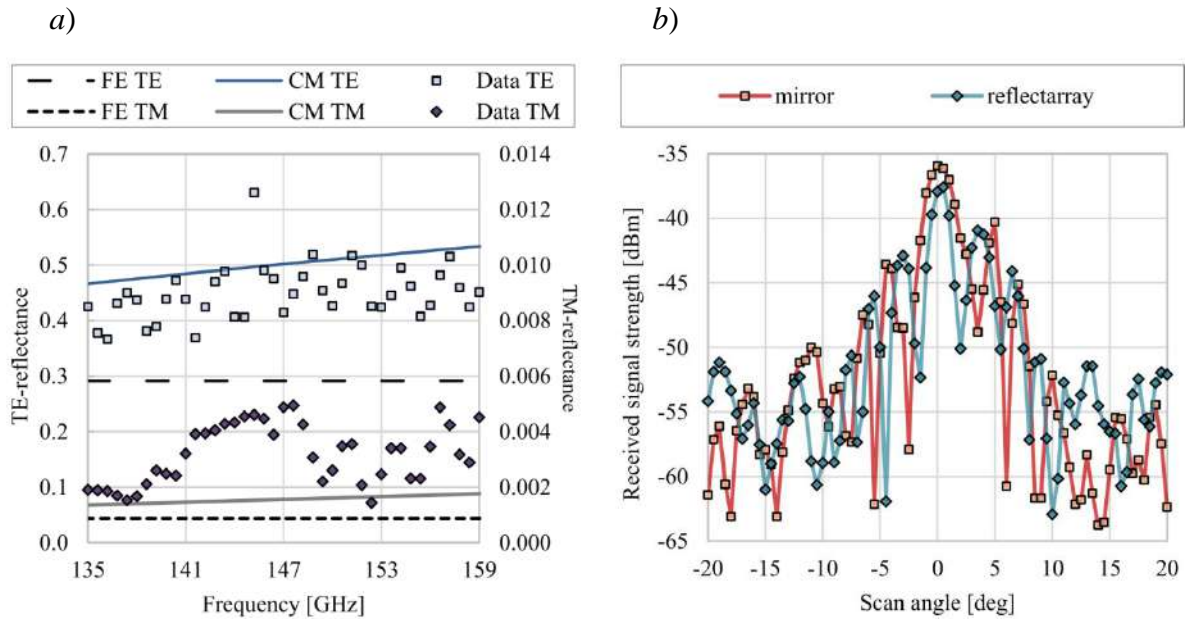 a)
b)
FE TE CM TE Data TE
FE TM CM TM Data TM
mirror reflectarray
0.7
0.6
0.5
0.4
0.3
0.2
0.1
0.0
TE-reflectance
0.014
0.012
0.010
0.008
0.006
0.004
0.002
0.000
TM-reflectance
135 141 147 153 159
Frequency [GHz]
-35
-40
-45
-50
-55
-60
-65
Received signal strength [dBm]
-20 -15 -10 -5 0 5 10 15 20
Scan angle [deg]